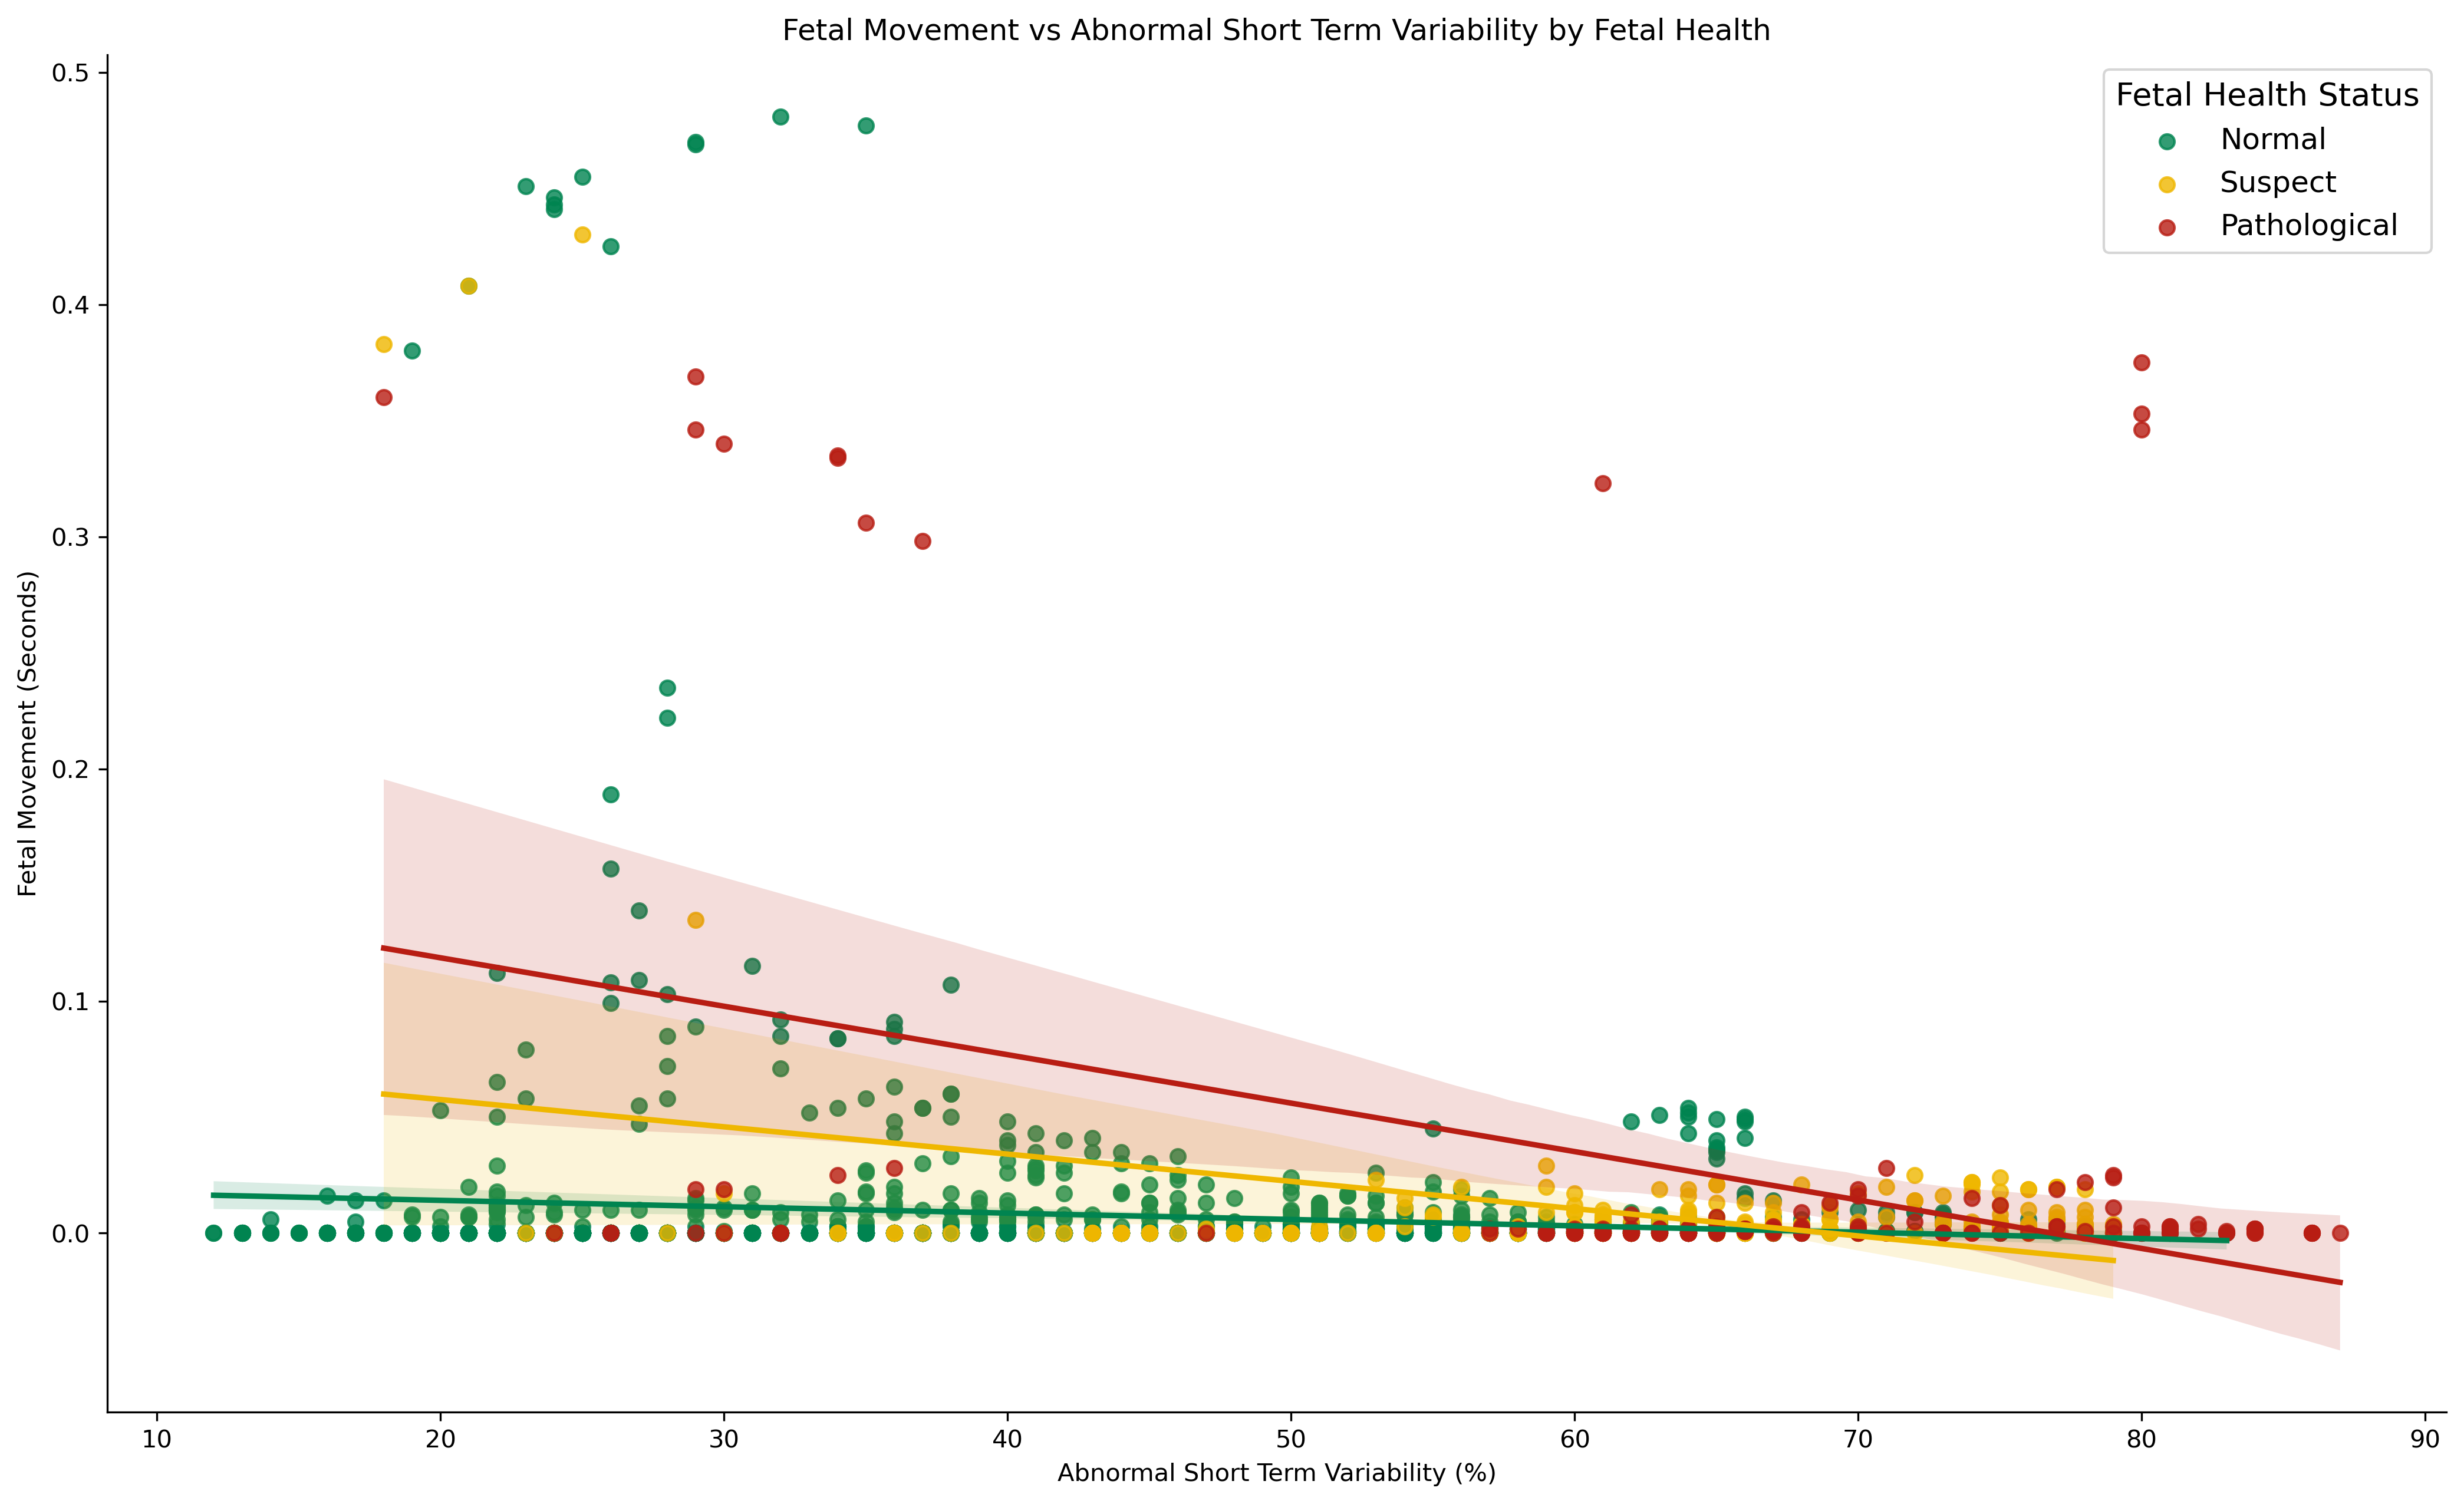 Fetal Movement vs Abnormal Short Term Variability by Fetal Health
Fetal Health Status
Normal
Suspect
Pathological
Fetal Movement (Seconds)
0.5
0.4
0.3
0.2
0.1
0.0
10 20 30 40 50 60 70 80 90
Abnormal Short Term Variability (%)